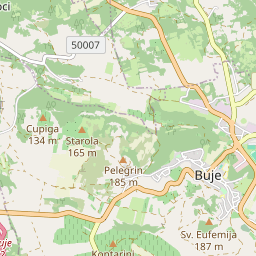 oci
50007
Cupiga
134 m
Starola
165 m
Pelegrin
185 m
Buje
Sv. Eufemija
187 m
Kontarini